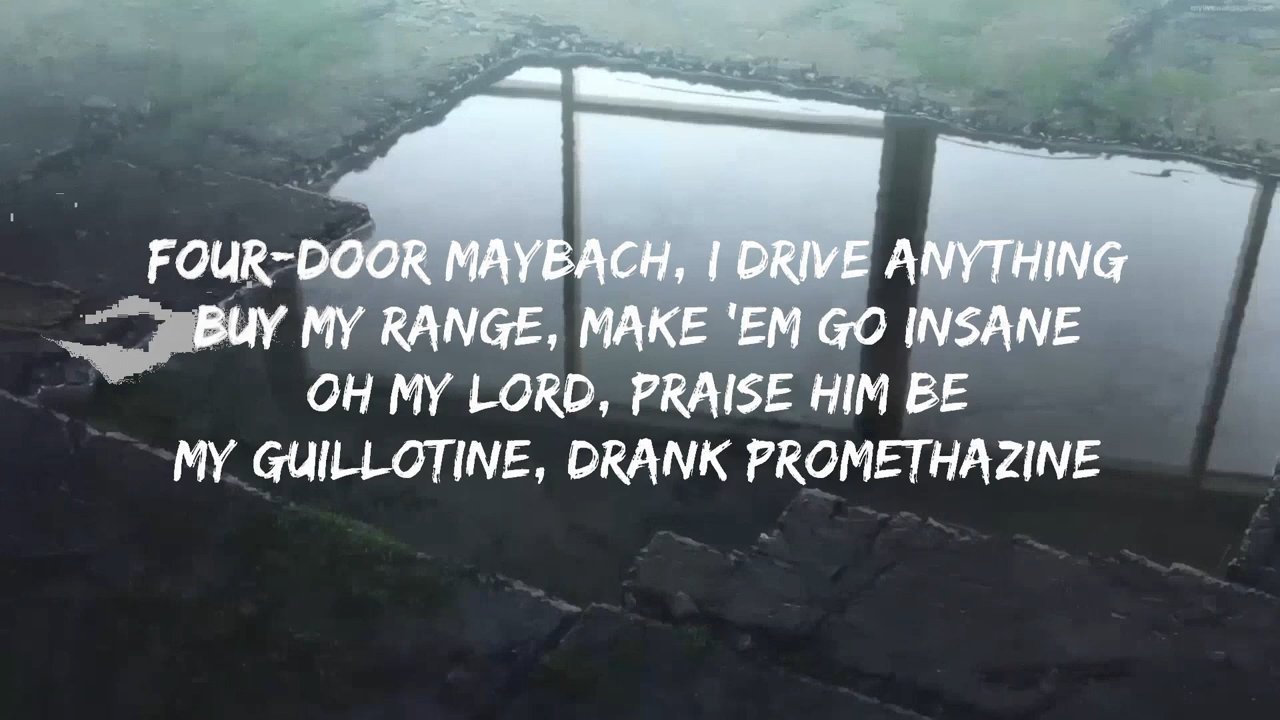 FOUR-DOOR MAYBACH, I DRIVE ANYTHING
BUY MY RANGE, MAKE 'EM GO INSANE
OH MY LORD, PRAISE HIM BE
MY GUILLOTINE, DRANK PROMETHAZINE